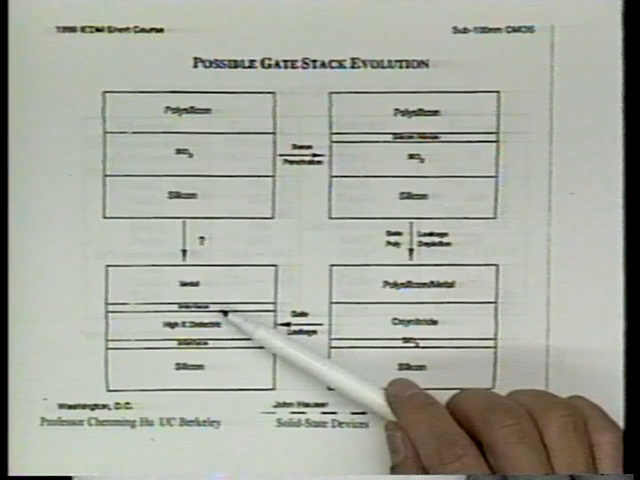 1999 IEDM Short Course
Sub-100nm CMOS
POSSIBLE GATE STACK EVOLUTION
Polysilicon
SiO2
Silicon
Boron
Penetration
Polysilicon
Silicon Nitride
SiO2
Silicon
?
Gate Leakage
Poly Depletion
Metal
Interface
High K Dielectric
Interface
Silicon
Gate
Leakage
Polysilicon/Metal
Oxynitride
SiO2
Silicon
Washington, D.C.
John Hauser
Professor Chenming Hu UC Berkeley
Solid-State Devices